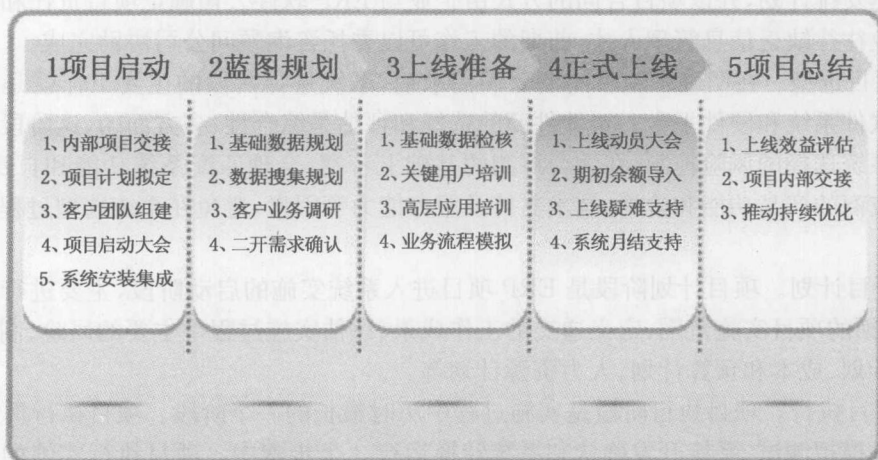 1项目启动
2蓝图规划
3上线准备
4正式上线
5项目总结
1、内部项目交接
2、项目计划拟定
3、客户团队组建
4、项目启动大会
5、系统安装集成
1、基础数据规划
2、数据搜集规划
3、客户业务调研
4、二开需求确认
1、基础数据检核
2、关键用户培训
3、高层应用培训
4、业务流程模拟
1、上线动员大会
2、期初余额导入
3、上线疑难支持
4、系统月结支持
1、上线效益评估
2、项目内部交接
3、推动持续优化